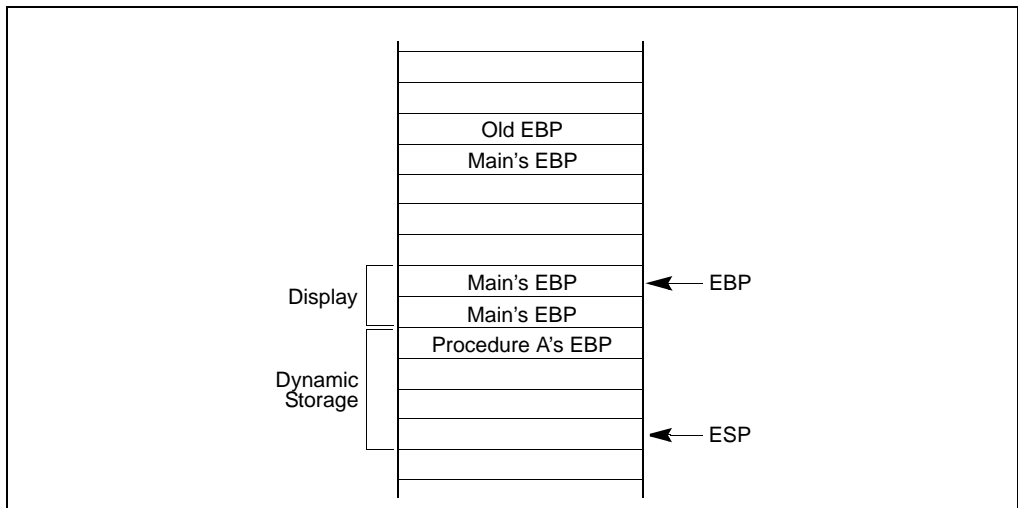 Old EBP
Main's EBP
Main's EBP
EBP
Display
Main's EBP
Procedure A's EBP
Dynamic
Storage
ESP